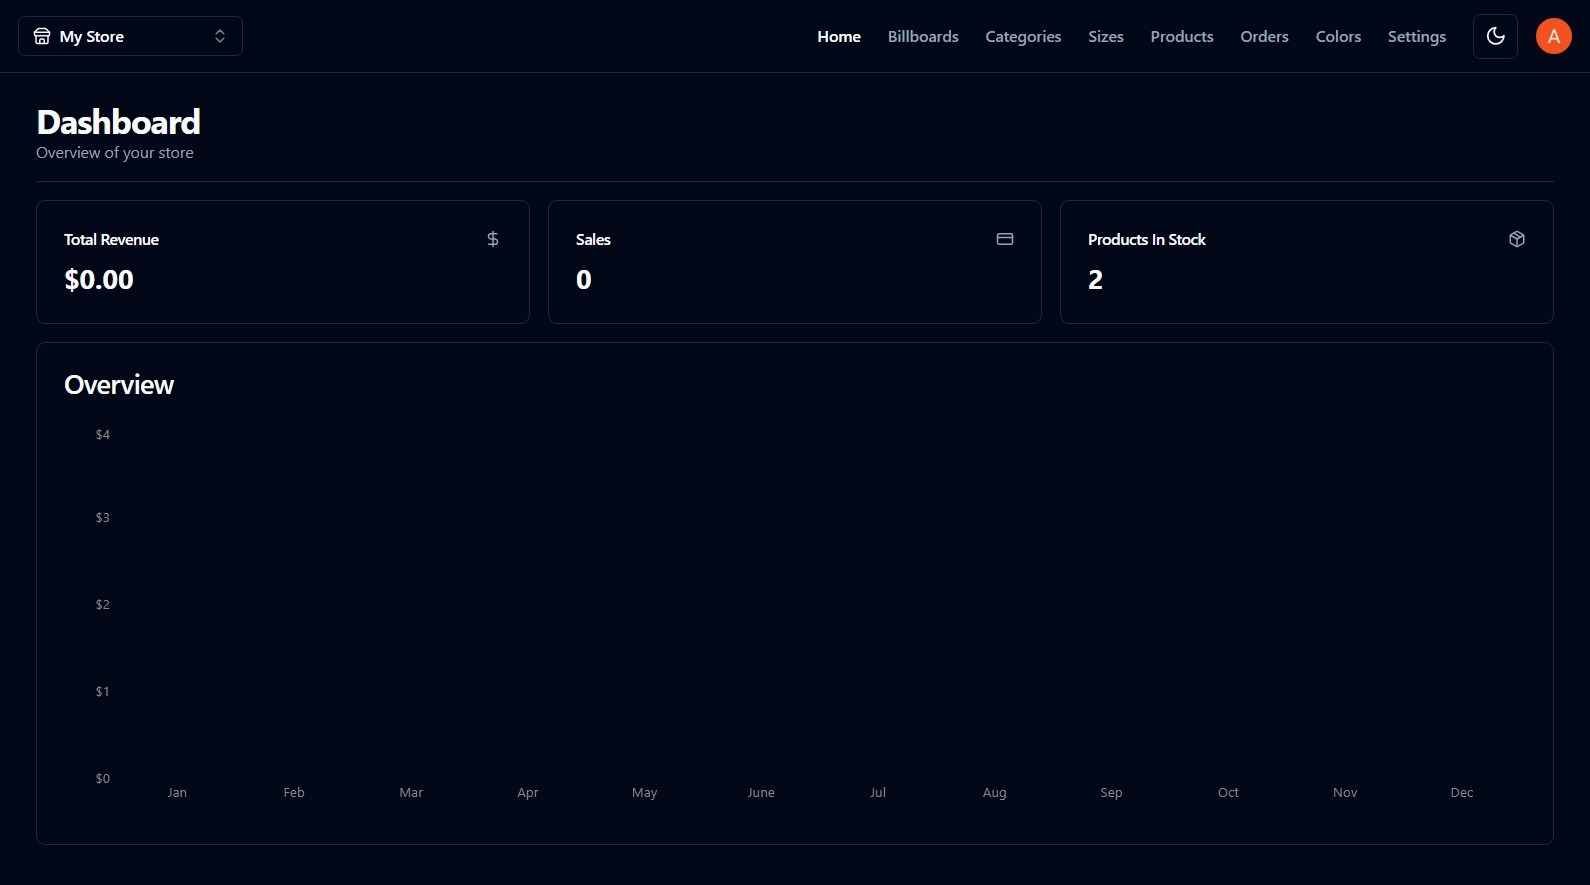 My Store
Home Billboards Categories Sizes Products Orders Colors Settings
A
Dashboard
Overview of your store
Total Revenue
$0.00
Sales
0
Products In Stock
2
Overview
$4
$3
$2
$1
$0
Jan Feb Mar Apr May June Jul Aug Sep Oct Nov Dec